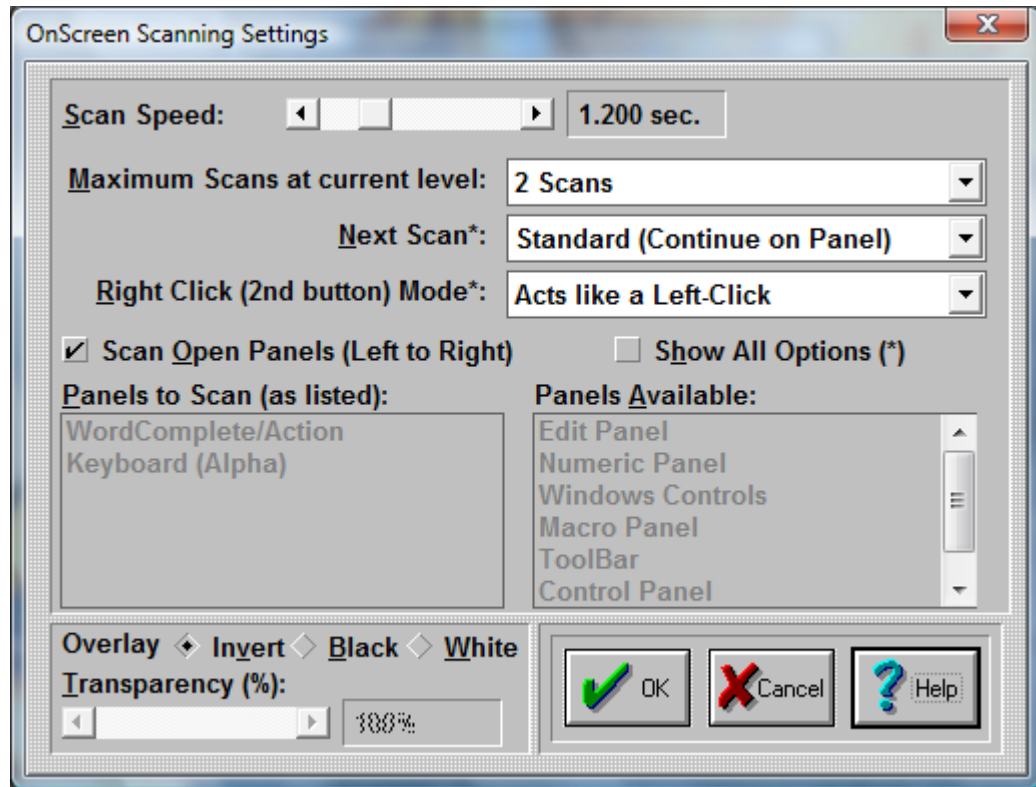 OnScreen Scanning Settings
Scan Speed: 1.200 sec.
Maximum Scans at current level: 2 Scans
Next Scan*: Standard (Continue on Panel)
Right Click (2nd button) Mode*: Acts like a Left-Click
Scan Open Panels (Left to Right) Show All Options (*)
Panels to Scan (as listed): Panels Available:
WordComplete/Action Edit Panel
Keyboard (Alpha) Numeric Panel
Windows Controls
Macro Panel
ToolBar
Control Panel
Overlay Invert Black White
Transparency (%):
100%
OK Cancel Help